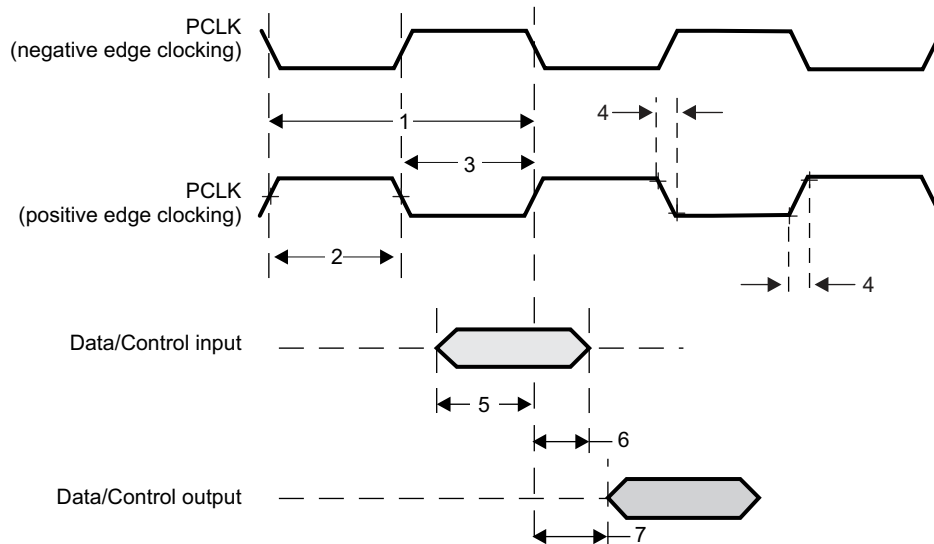 PCLK
(negative edge clocking)
1
4
3
PCLK
(positive edge clocking)
2
4
Data/Control input
5
6
Data/Control output
7